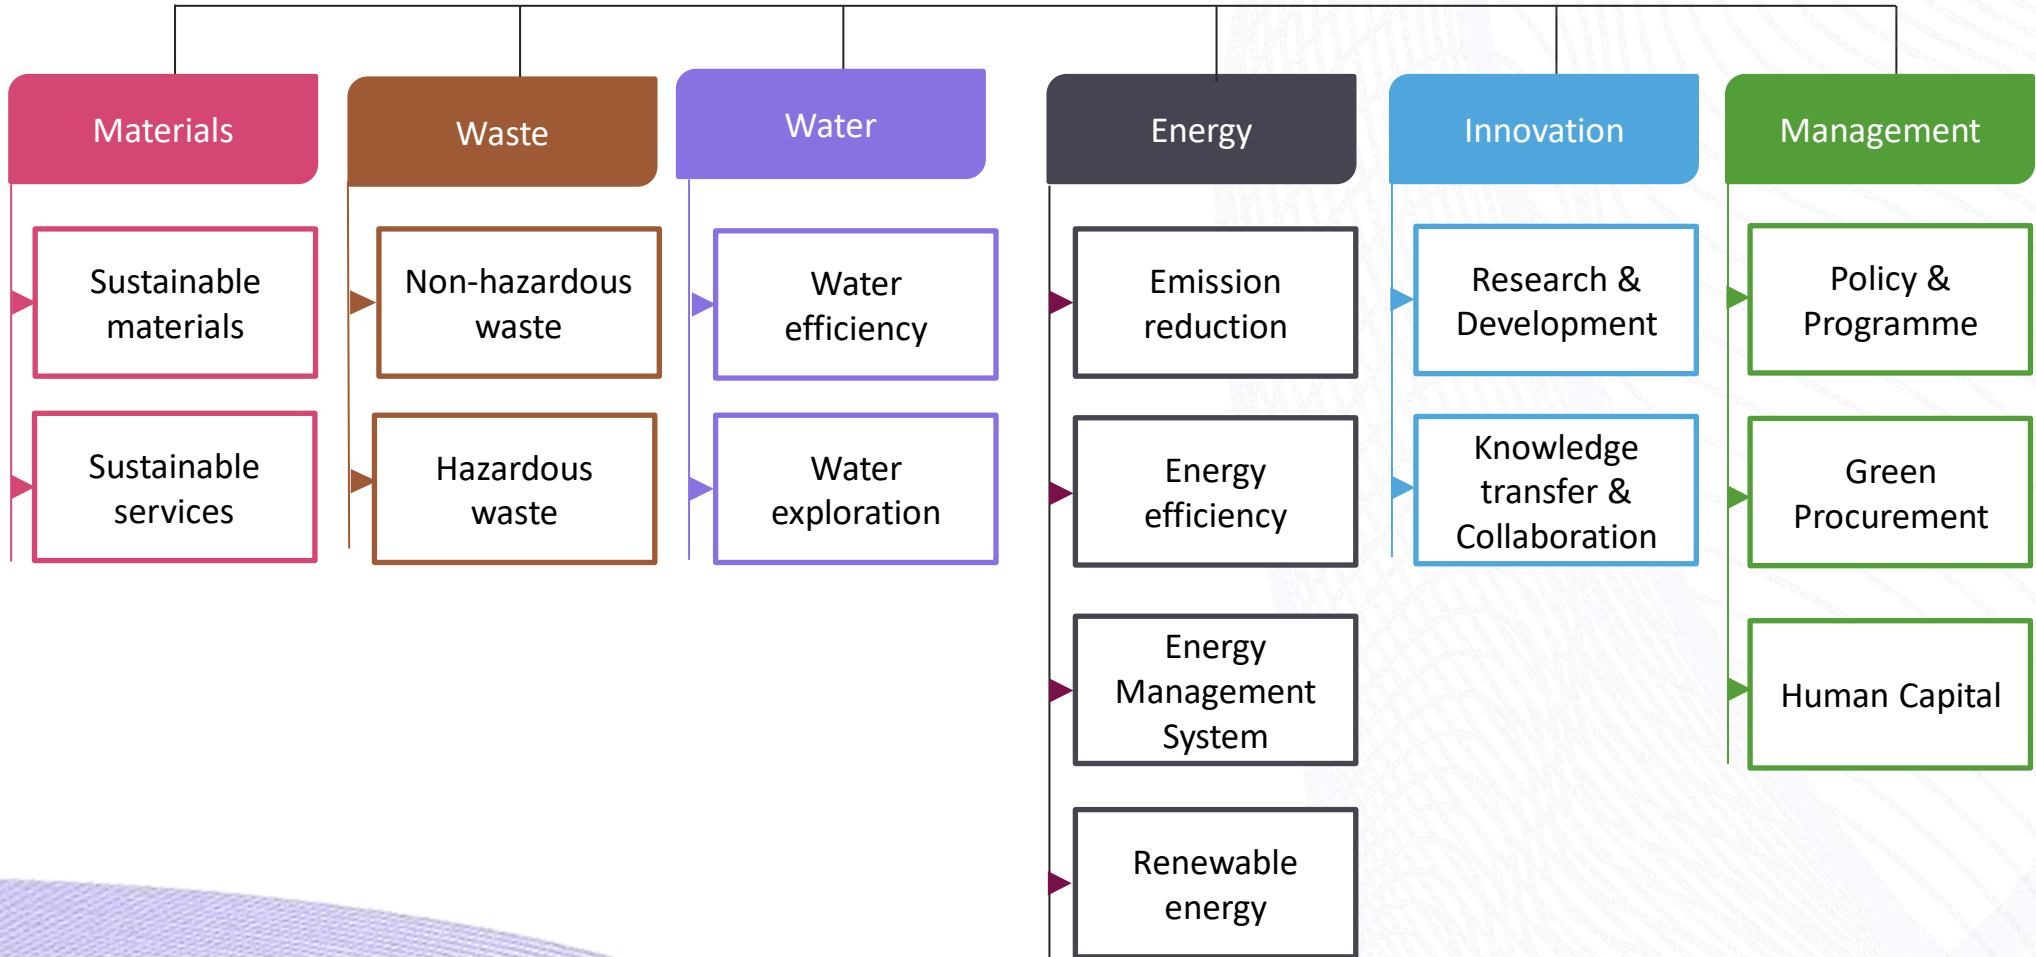 Materials
Waste
Water
Energy
Innovation
Management
Sustainable
materials
Sustainable
services
Non-hazardous
waste
Hazardous
waste
Water
efficiency
Water
exploration
Emission
reduction
Energy
efficiency
Energy
Management
System
Renewable
energy
Research &
Development
Knowledge
transfer &
Collaboration
Policy &
Programme
Green
Procurement
Human Capital